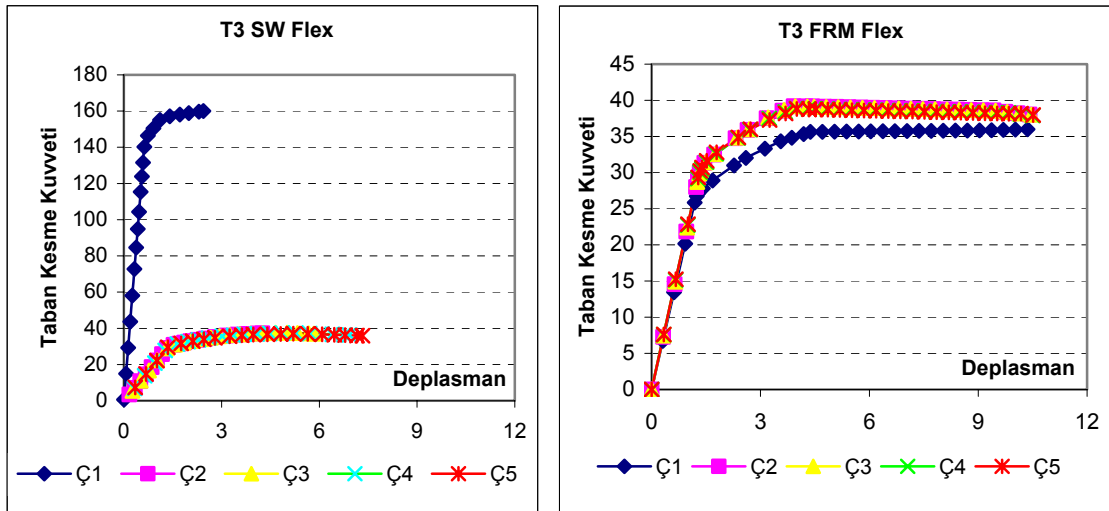 T3 SW Flex
Taban Kesme Kuvveti
180
160
140
120
100
80
60
40
20
0
Deplasman
0 3 6 9 12
Ç1 Ç2 Ç3 Ç4 Ç5
T3 FRM Flex
Taban Kesme Kuvveti
45
40
35
30
25
20
15
10
5
0
Deplasman
0 3 6 9 12
Ç1 Ç2 Ç3 Ç4 Ç5